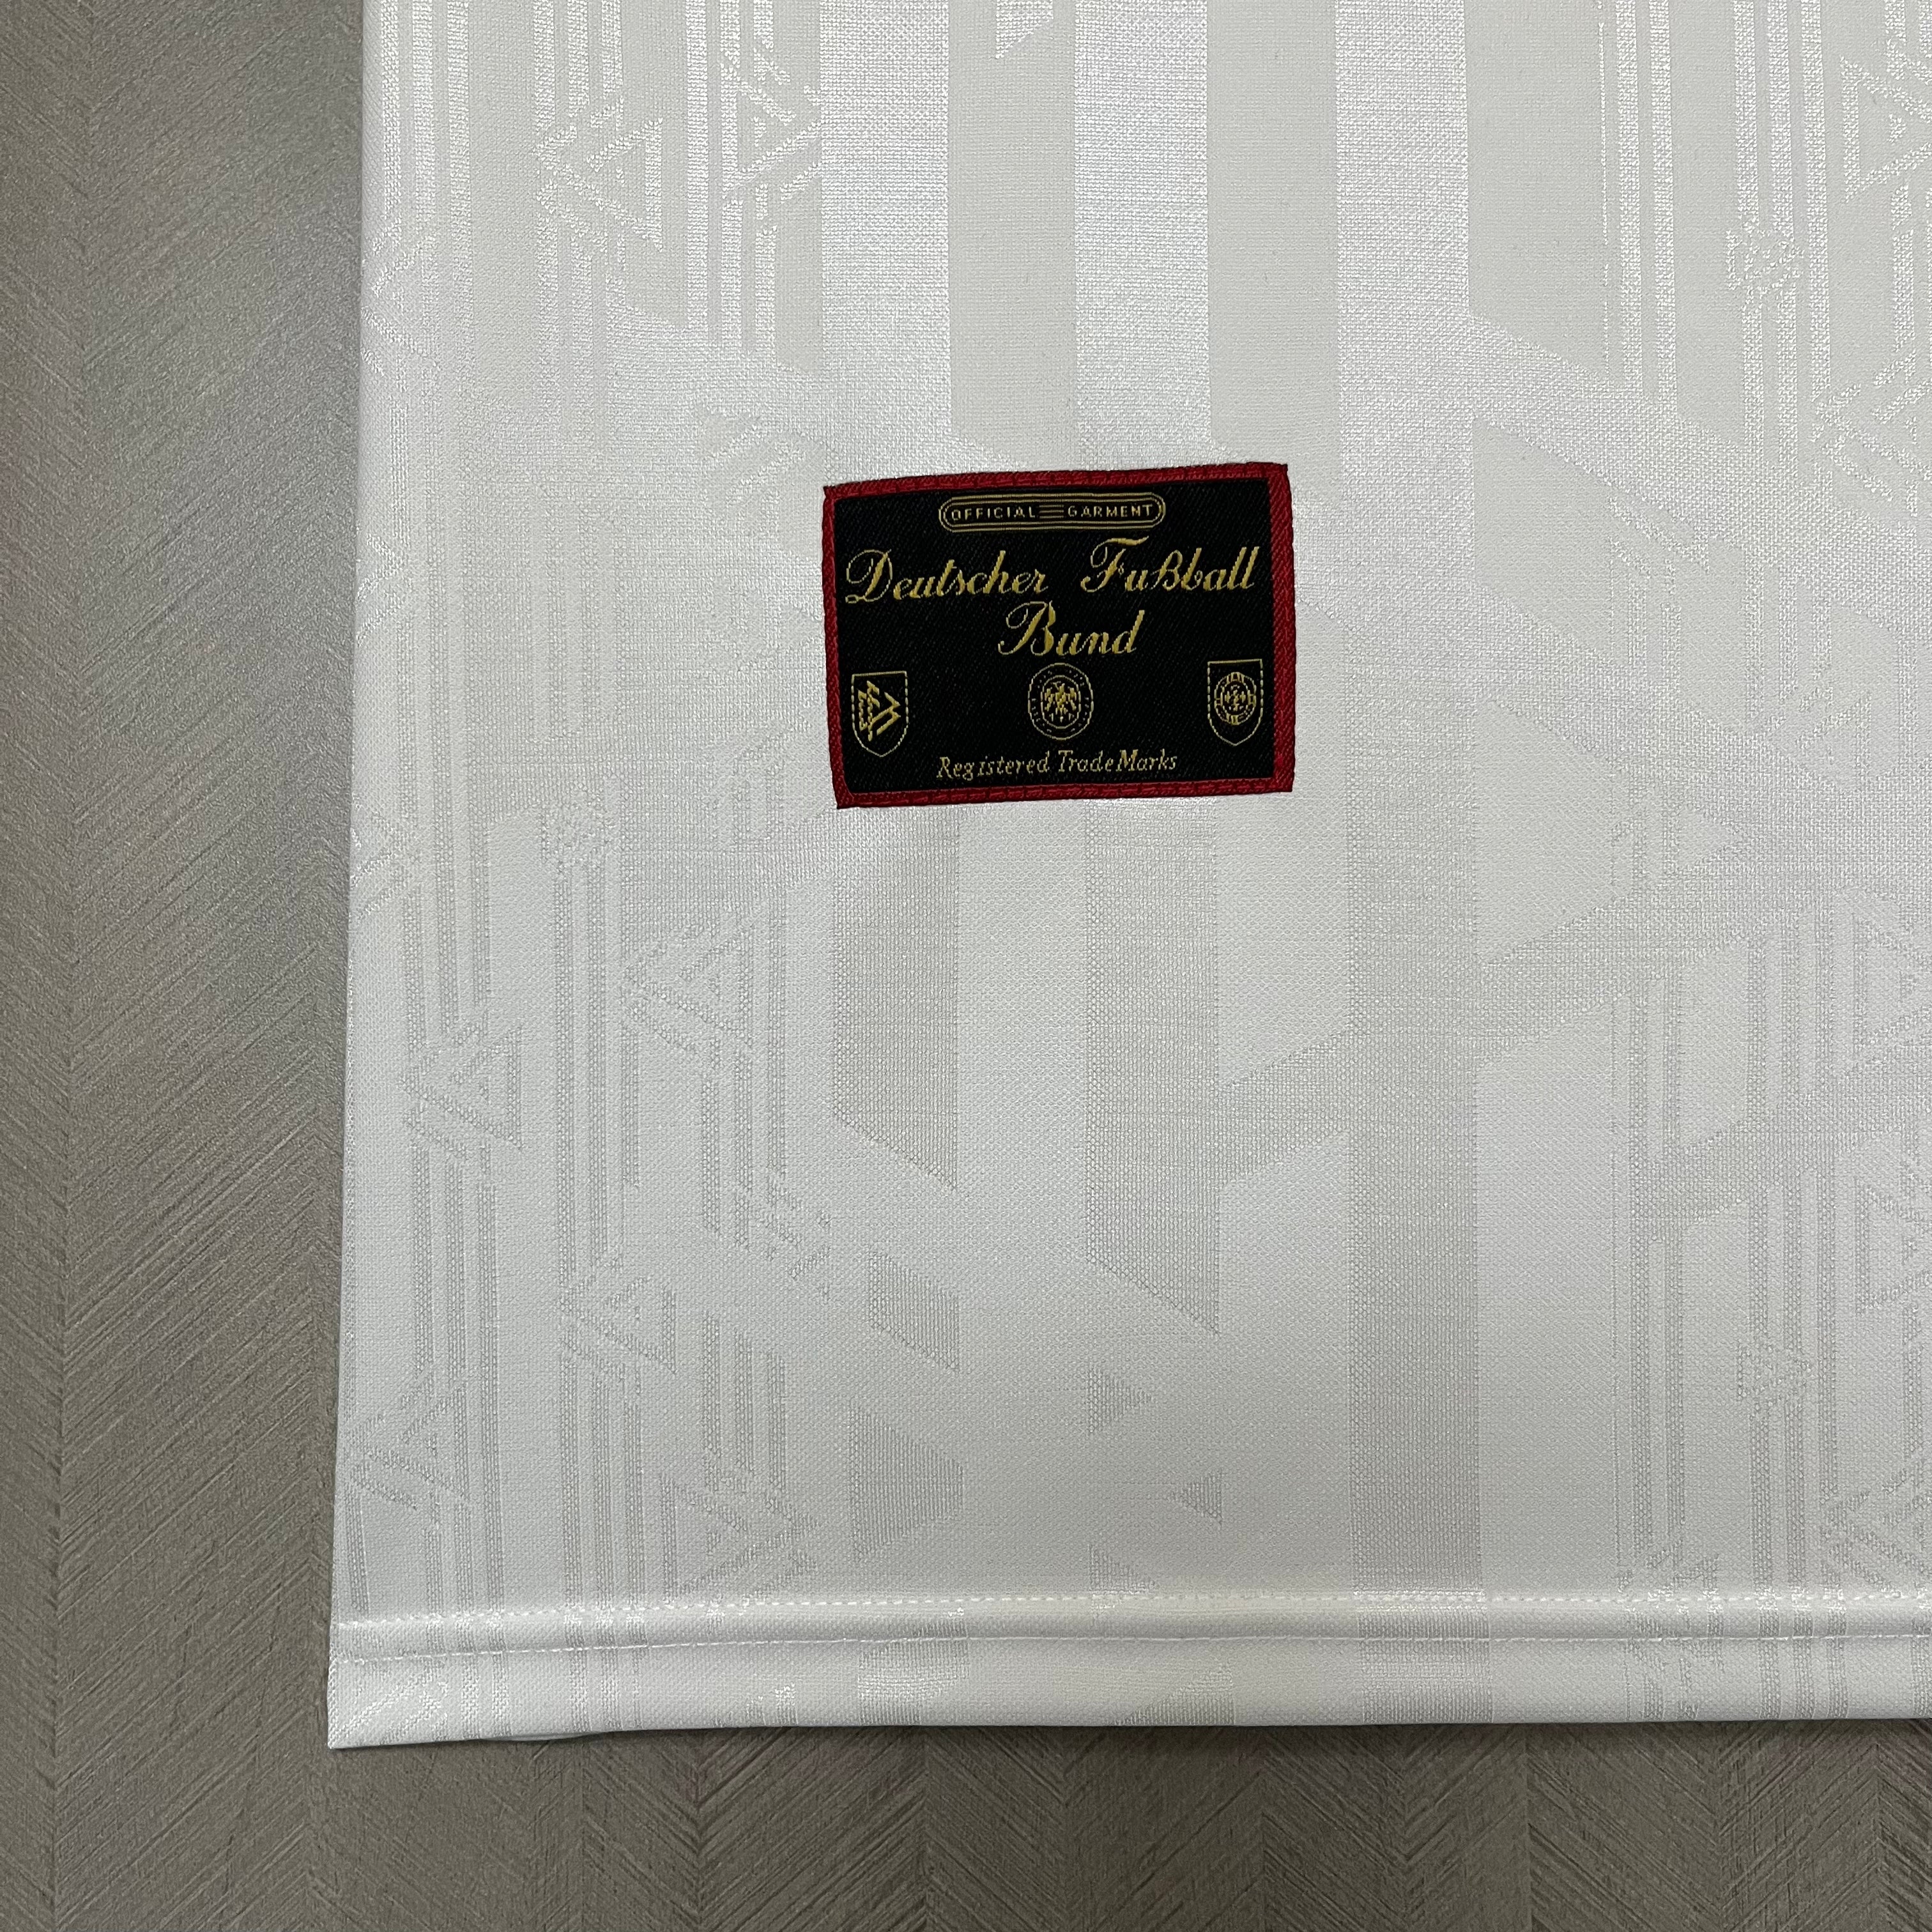 OFFICIAL GARMENT
Deutscher Fußball
Bund
Registered TradeMarks